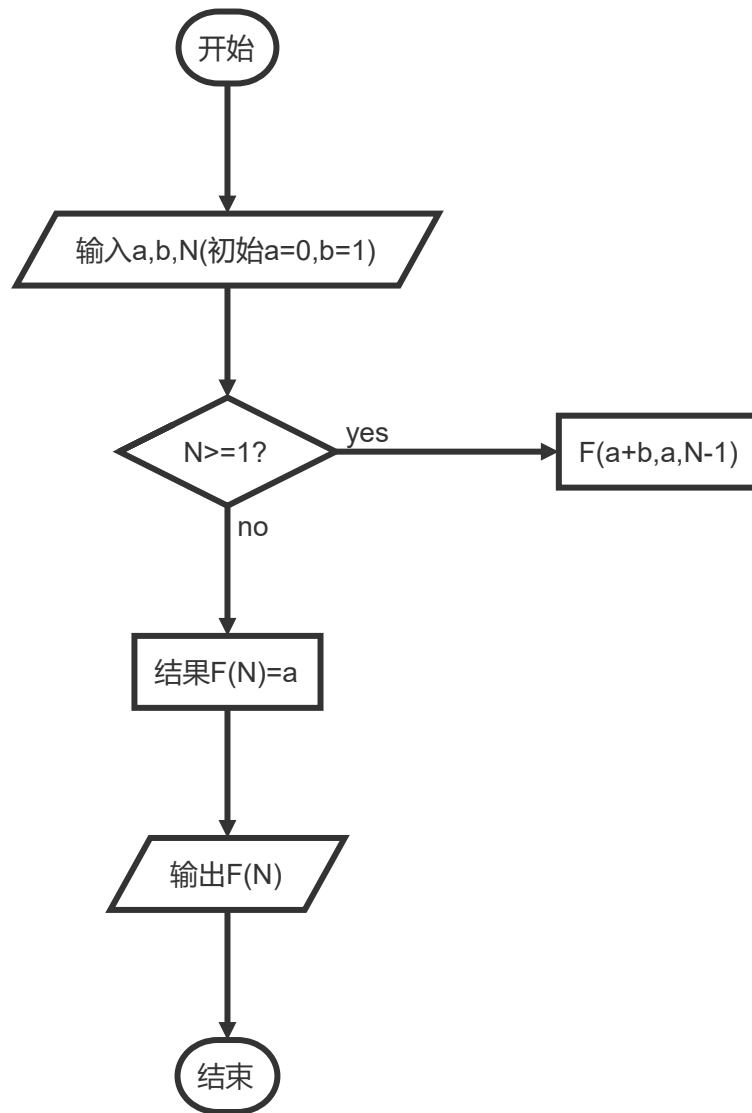 开始
输入a,b,N(初始a=0,b=1)
N>=1?
yes
F(a+b,a,N-1)
no
结果F(N)=a
输出F(N)
结束